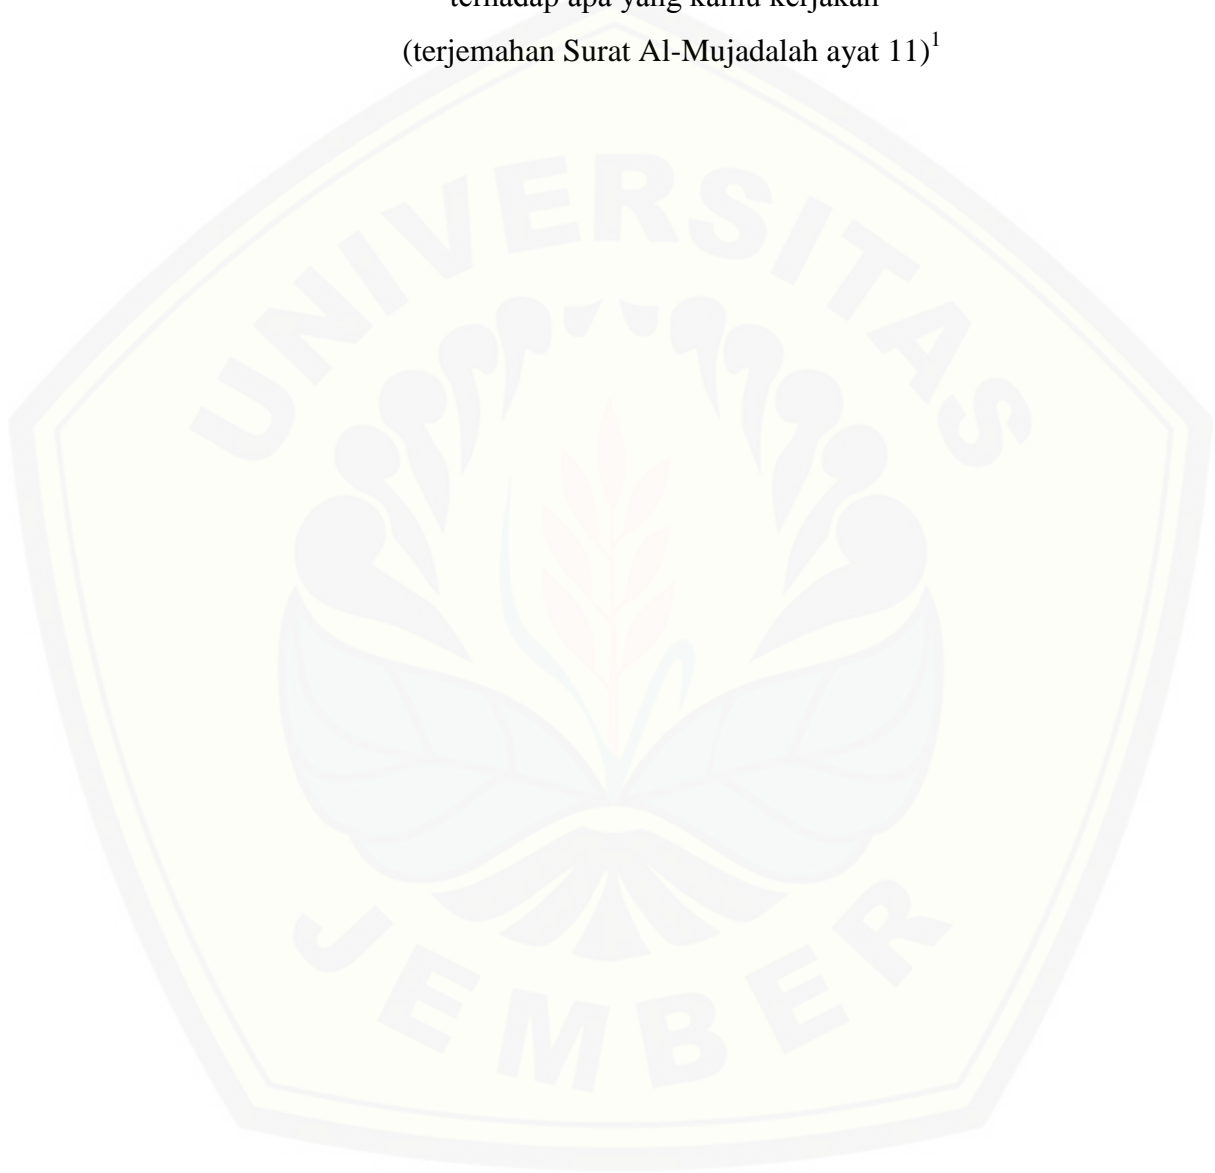 terhadap apa yang kamu kerjakan
(terjemahan Surat Al-Mujadalah ayat 11)1
UNIVERSITAS
JEMBER